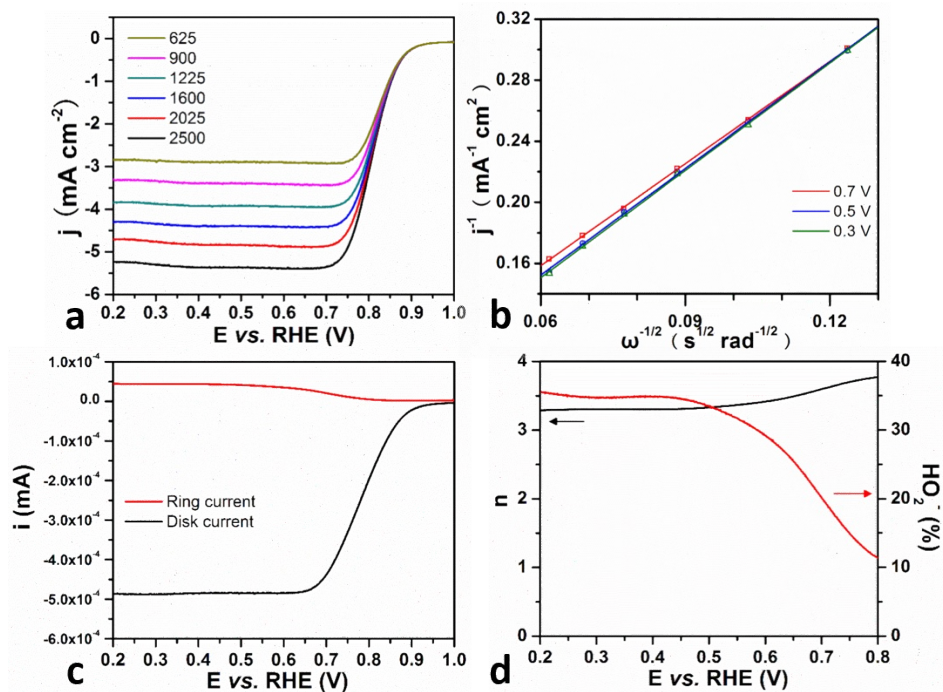 0
-1
-2
-3
-4
-5
-6
j (mA cm⁻²)
625
900
1225
1600
2025
2500
a
0.2 0.3 0.4 0.5 0.6 0.7 0.8 0.9 1.0
E vs. RHE (V)
0.32
0.28
0.24
0.20
0.16
j⁻¹ (mA⁻¹ cm²)
0.7 V
0.5 V
0.3 V
b
0.06 0.09 0.12
ω⁻¹/² (s¹/² rad⁻¹/²)
1.0x10⁻⁴
0.0
-1.0x10⁻⁴
-2.0x10⁻⁴
-3.0x10⁻⁴
-4.0x10⁻⁴
-5.0x10⁻⁴
-6.0x10⁻⁴
i (mA)
Ring current
Disk current
c
0.2 0.3 0.4 0.5 0.6 0.7 0.8 0.9 1.0
E vs. RHE (V)
4
3
2
1
0
n
40
30
20
10
0
HO₂⁻ (%)
d
0.2 0.3 0.4 0.5 0.6 0.7 0.8
E vs. RHE (V)